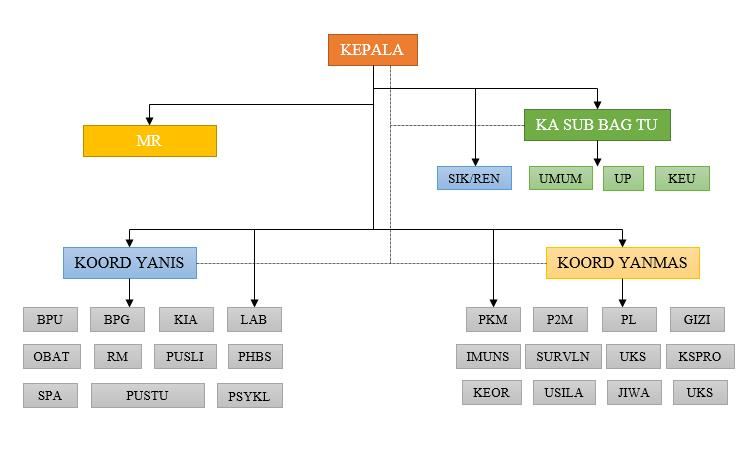 KEPALA
MR
KA SUB BAG TU
SIK/REN
UMUM
UP
KEU
KOORD YANIS
KOORD YANMAS
BPU
BPG
KIA
LAB
PKM
P2M
PL
GIZI
OBAT
RM
PUSLI
PHBS
IMUNS
SURVLN
UKS
KSPRO
SPA
PUSTU
PSYKL
KEOR
USILA
JIWA
UKS